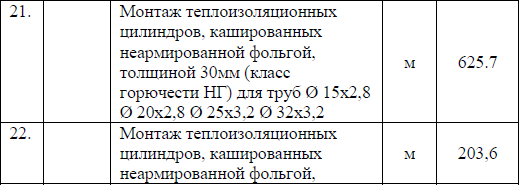 21. Монтаж теплоизоляционных
цилиндров, кашированных
неармированной фольгой,
толщиной 30мм (класс
горючести НГ) для труб Ø 15х2,8
Ø 20х2,8 Ø 25х3,2 Ø 32х3,2
м 625.7
22. Монтаж теплоизоляционных
цилиндров, кашированных
неармированной фольгой,
м 203,6